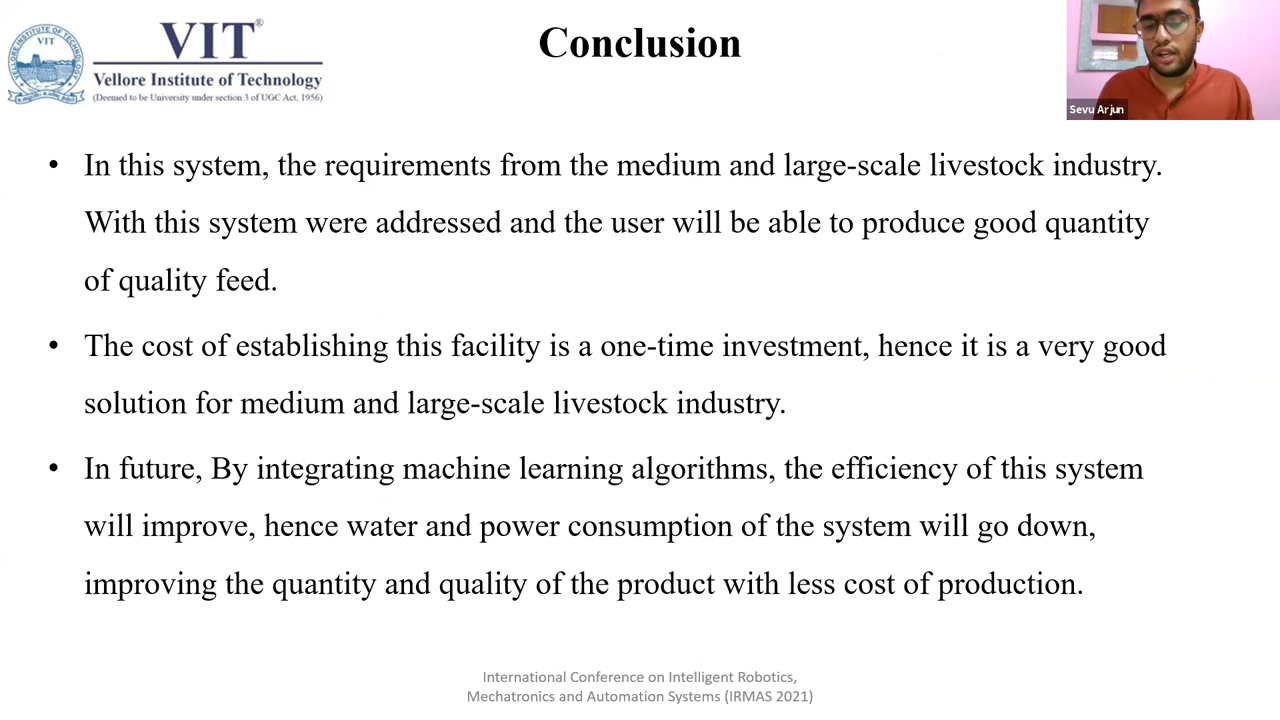 VIT
VIT®
Vellore Institute of Technology
(Deemed to be University under section 3 of UGC Act, 1956)
Conclusion
Sevu Arjun
• In this system, the requirements from the medium and large-scale livestock industry.
With this system were addressed and the user will be able to produce good quantity
of quality feed.
• The cost of establishing this facility is a one-time investment, hence it is a very good
solution for medium and large-scale livestock industry.
• In future, By integrating machine learning algorithms, the efficiency of this system
will improve, hence water and power consumption of the system will go down,
improving the quantity and quality of the product with less cost of production.
International Conference on Intelligent Robotics,
Mechatronics and Automation Systems (IRMAS 2021)